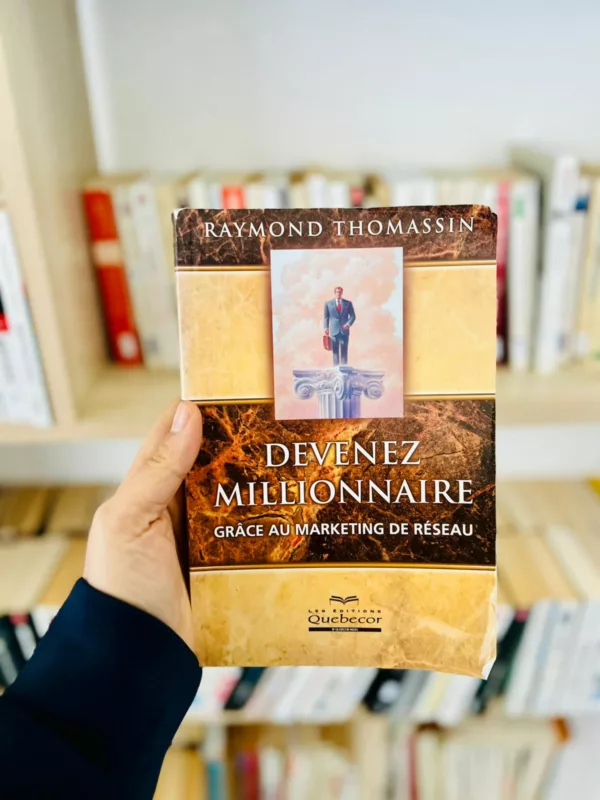 RAYMOND THOMASSIN
DEVENEZ
MILLIONNAIRE
GRÂCE AU MARKETING DE RÉSEAU
LES ÉDITIONS
Quebecor